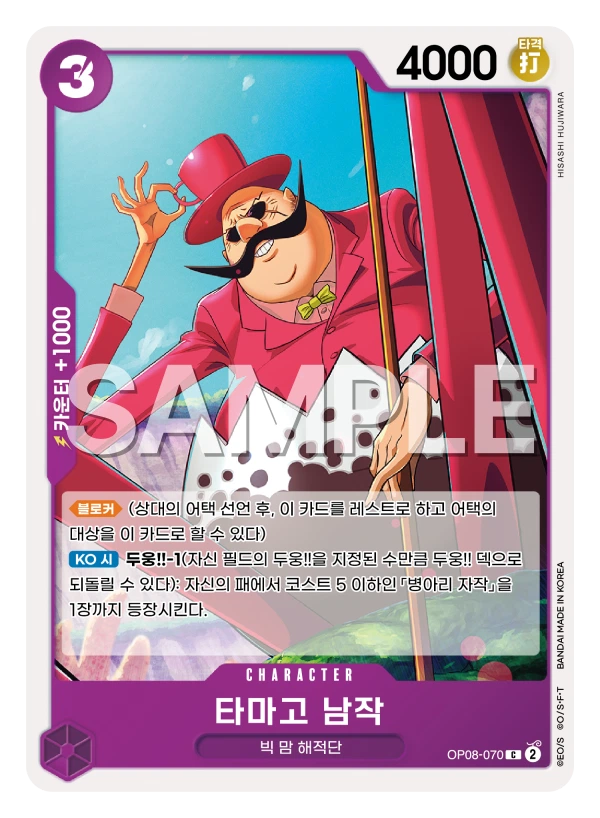 3
4000
타격
打
HISASHI HUJIWARA
카운터 +1000
SAMPLE
블로커 (상대의 어택 선언 후, 이 카드를 레스트로 하고 어택의
대상을 이 카드로 할 수 있다)
KO 시 두웅!!-1(자신 필드의 두웅!!을 지정된 수만큼 두웅!! 덱으로
되돌릴 수 있다): 자신의 패에서 코스트 5 이하인 「병아리 자작」을
1장까지 등장시킨다.
CHARACTER
타마고 남작
빅 맘 해적단
OP08-070 C 2
©EO/S ©O/S·F·T BANDAI MADE IN KOREA